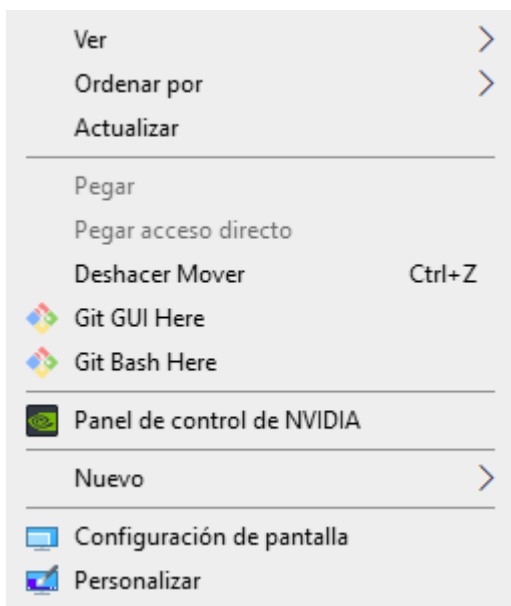 Ver
Ordenar por
Actualizar
Pegar
Pegar acceso directo
Deshacer Mover Ctrl+Z
Git GUI Here
Git Bash Here
Panel de control de NVIDIA
Nuevo
Configuración de pantalla
Personalizar